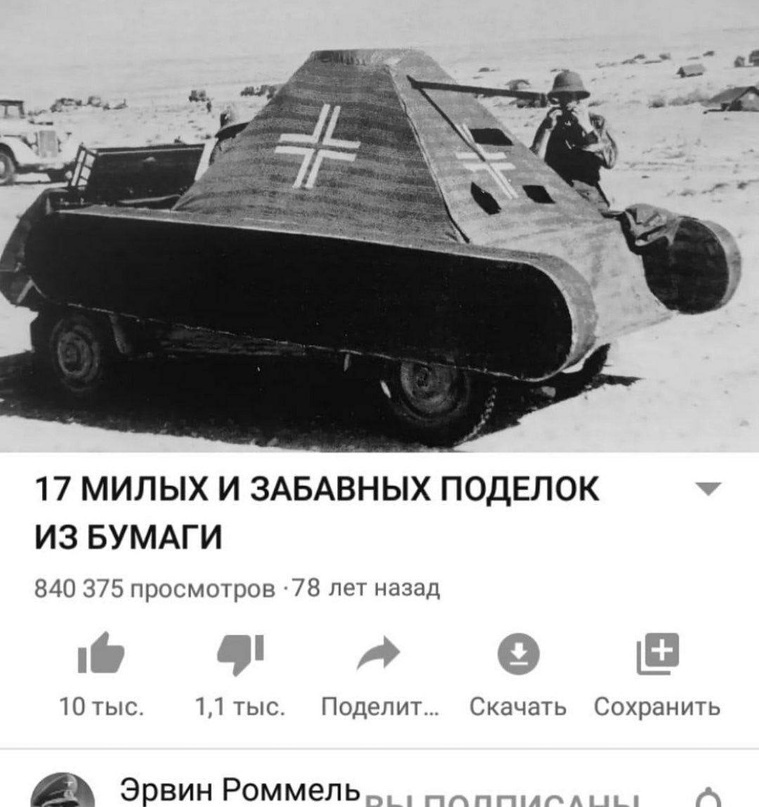 17 МИЛЫХ И ЗАБАВНЫХ ПОДЕЛОК
ИЗ БУМАГИ
840 375 просмотров · 78 лет назад
10 тыс. 1,1 тыс. Поделит... Скачать Сохранить
Эрвин Роммель ВЫ ПОДПИСАНЫ